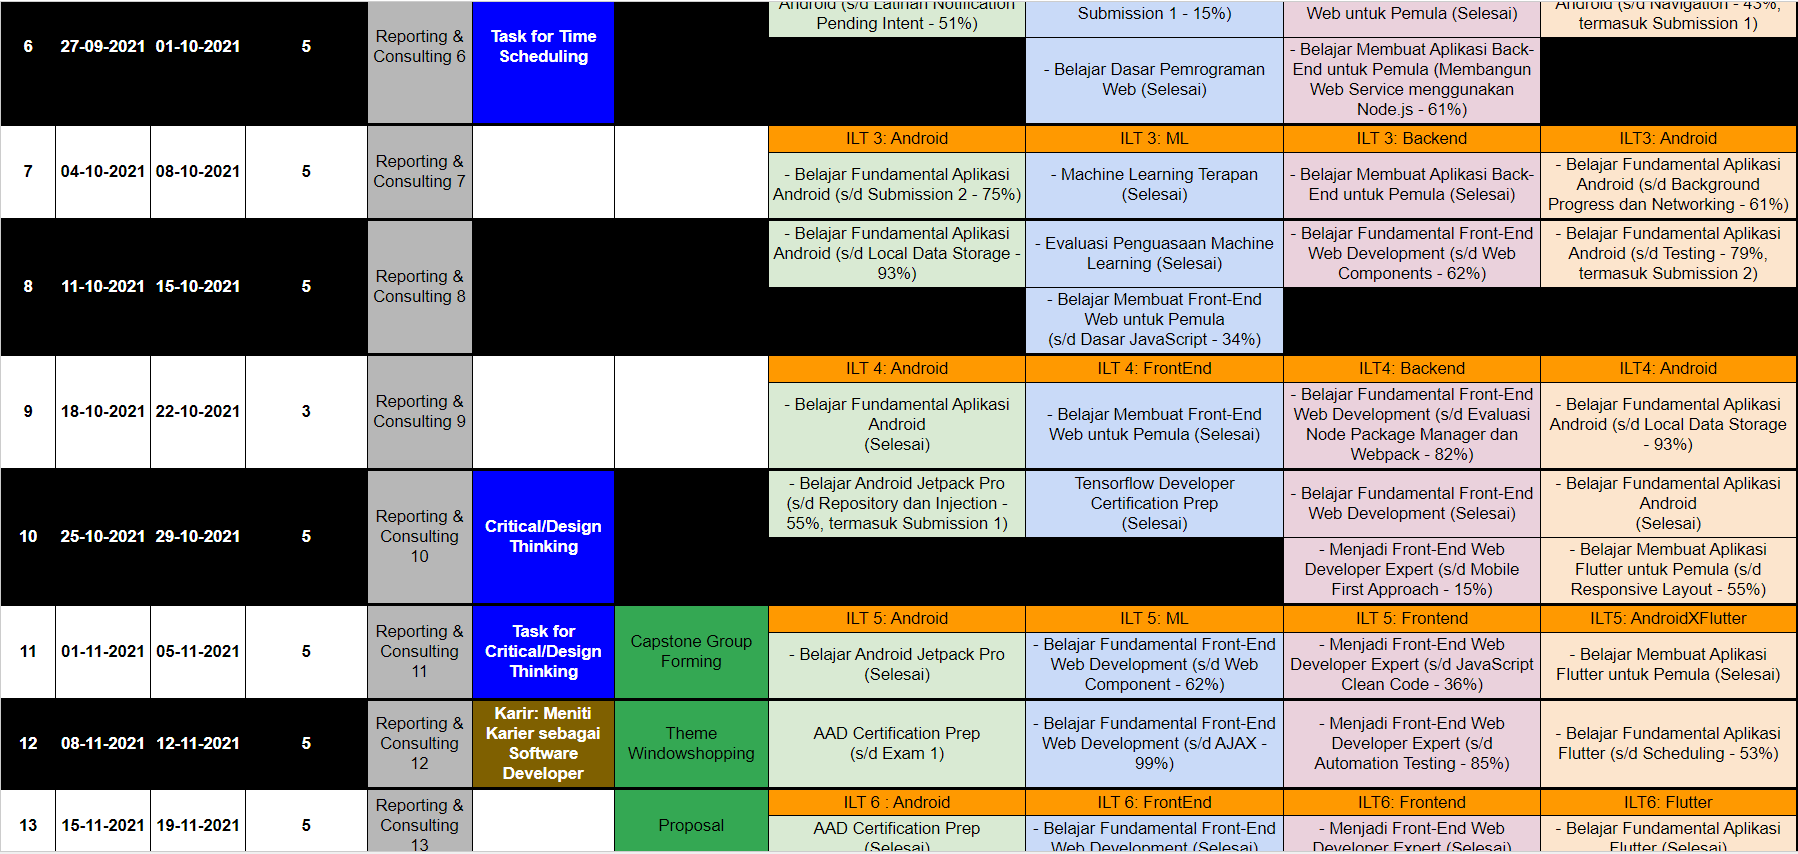 6
27-09-2021
01-10-2021
5
Reporting &
Consulting 6
Task for Time
Scheduling
Android (s/d Latihan Notification
Pending Intent - 51%)
Submission 1 - 15%)
- Belajar Dasar Pemrograman
Web (Selesai)
Web untuk Pemula (Selesai)
- Belajar Membuat Aplikasi Back-
End untuk Pemula (Membangun
Web Service menggunakan
Node.js - 61%)
Android (s/d Navigation - 43%,
termasuk Submission 1)
7
04-10-2021
08-10-2021
5
Reporting &
Consulting 7
ILT 3: Android
- Belajar Fundamental Aplikasi
Android (s/d Submission 2 - 75%)
ILT 3: ML
- Machine Learning Terapan
(Selesai)
ILT 3: Backend
- Belajar Membuat Aplikasi Back-
End untuk Pemula (Selesai)
ILT3: Android
- Belajar Fundamental Aplikasi
Android (s/d Background
Progress dan Networking - 61%)
8
11-10-2021
15-10-2021
5
Reporting &
Consulting 8
- Belajar Fundamental Aplikasi
Android (s/d Local Data Storage -
93%)
- Evaluasi Penguasaan Machine
Learning (Selesai)
- Belajar Membuat Front-End
Web untuk Pemula
(s/d Dasar JavaScript - 34%)
- Belajar Fundamental Front-End
Web Development (s/d Web
Components - 62%)
- Belajar Fundamental Aplikasi
Android (s/d Testing - 79%,
termasuk Submission 2)
9
18-10-2021
22-10-2021
3
Reporting &
Consulting 9
ILT 4: Android
- Belajar Fundamental Aplikasi
Android
(Selesai)
ILT 4: FrontEnd
- Belajar Membuat Front-End
Web untuk Pemula (Selesai)
ILT4: Backend
- Belajar Fundamental Front-End
Web Development (s/d Evaluasi
Node Package Manager dan
Webpack - 82%)
ILT4: Android
- Belajar Fundamental Aplikasi
Android (s/d Local Data Storage
- 93%)
10
25-10-2021
29-10-2021
5
Reporting &
Consulting
10
Critical/Design
Thinking
- Belajar Android Jetpack Pro
(s/d Repository dan Injection -
55%, termasuk Submission 1)
Tensorflow Developer
Certification Prep
(Selesai)
- Belajar Fundamental Front-End
Web Development (Selesai)
- Menjadi Front-End Web
Developer Expert (s/d Mobile
First Approach - 15%)
- Belajar Fundamental Aplikasi
Android
(Selesai)
- Belajar Membuat Aplikasi
Flutter untuk Pemula (s/d
Responsive Layout - 55%)
11
01-11-2021
05-11-2021
5
Reporting &
Consulting
11
Task for
Critical/Design
Thinking
Capstone Group
Forming
ILT 5: Android
- Belajar Android Jetpack Pro
(Selesai)
ILT 5: ML
- Belajar Fundamental Front-End
Web Development (s/d Web
Component - 62%)
ILT 5: Frontend
- Menjadi Front-End Web
Developer Expert (s/d JavaScript
Clean Code - 36%)
ILT5: AndroidXFlutter
- Belajar Membuat Aplikasi
Flutter untuk Pemula (Selesai)
12
08-11-2021
12-11-2021
5
Reporting &
Consulting
12
Karir: Meniti
Karier sebagai
Software
Developer
Theme
Windowshopping
AAD Certification Prep
(s/d Exam 1)
- Belajar Fundamental Front-End
Web Development (s/d AJAX -
99%)
- Menjadi Front-End Web
Developer Expert (s/d
Automation Testing - 85%)
- Belajar Fundamental Aplikasi
Flutter (s/d Scheduling - 53%)
13
15-11-2021
19-11-2021
5
Reporting &
Consulting
13
Proposal
ILT 6 : Android
AAD Certification Prep
(Selesai)
ILT 6: FrontEnd
- Belajar Fundamental Front-End
Web Development (Selesai)
ILT6: Frontend
- Menjadi Front-End Web
Developer Expert (Selesai)
ILT6: Flutter
- Belajar Fundamental Aplikasi
Flutter (Selesai)